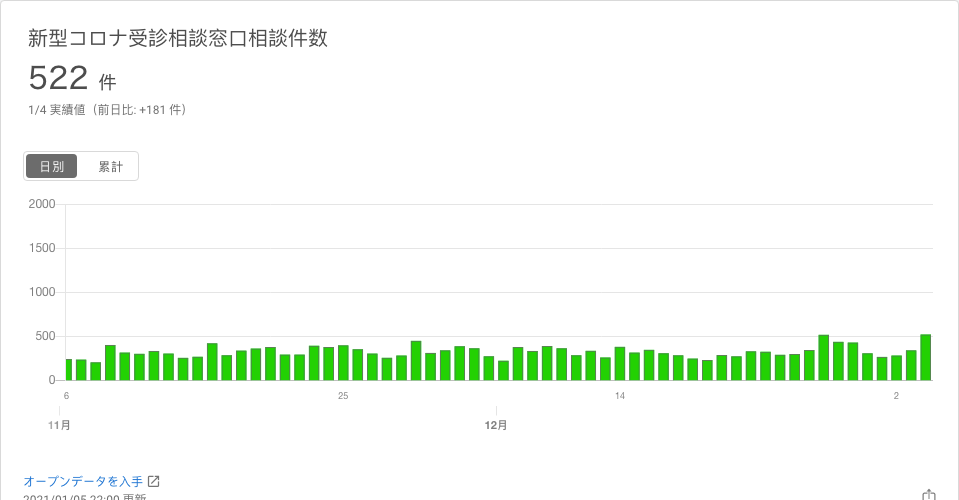 新型コロナ受診相談窓口相談件数
522 件
1/4 実績値（前日比: +181 件）
日別 累計
2000
1500
1000
500
0
6 25 14 2
11月 12月
オープンデータを入手
2021/01/05 22:00 更新